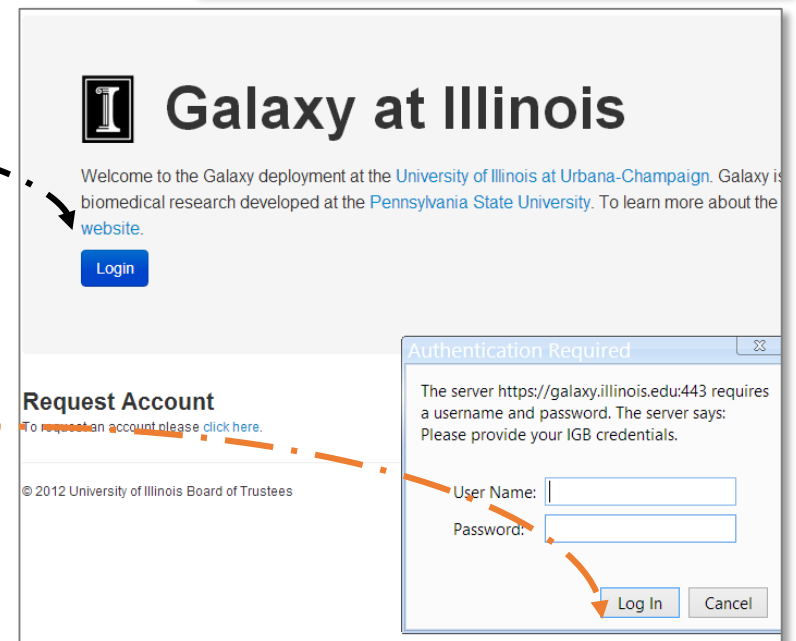 I Galaxy at Illinois
Welcome to the Galaxy deployment at the University of Illinois at Urbana-Champaign. Galaxy is
biomedical research developed at the Pennsylvania State University. To learn more about the
website.
Login
Authentication Required
The server https://galaxy.illinois.edu:443 requires
a username and password. The server says:
Please provide your IGB credentials.
User Name:
Password:
Log In Cancel
Request Account
To request an account please click here.
© 2012 University of Illinois Board of Trustees